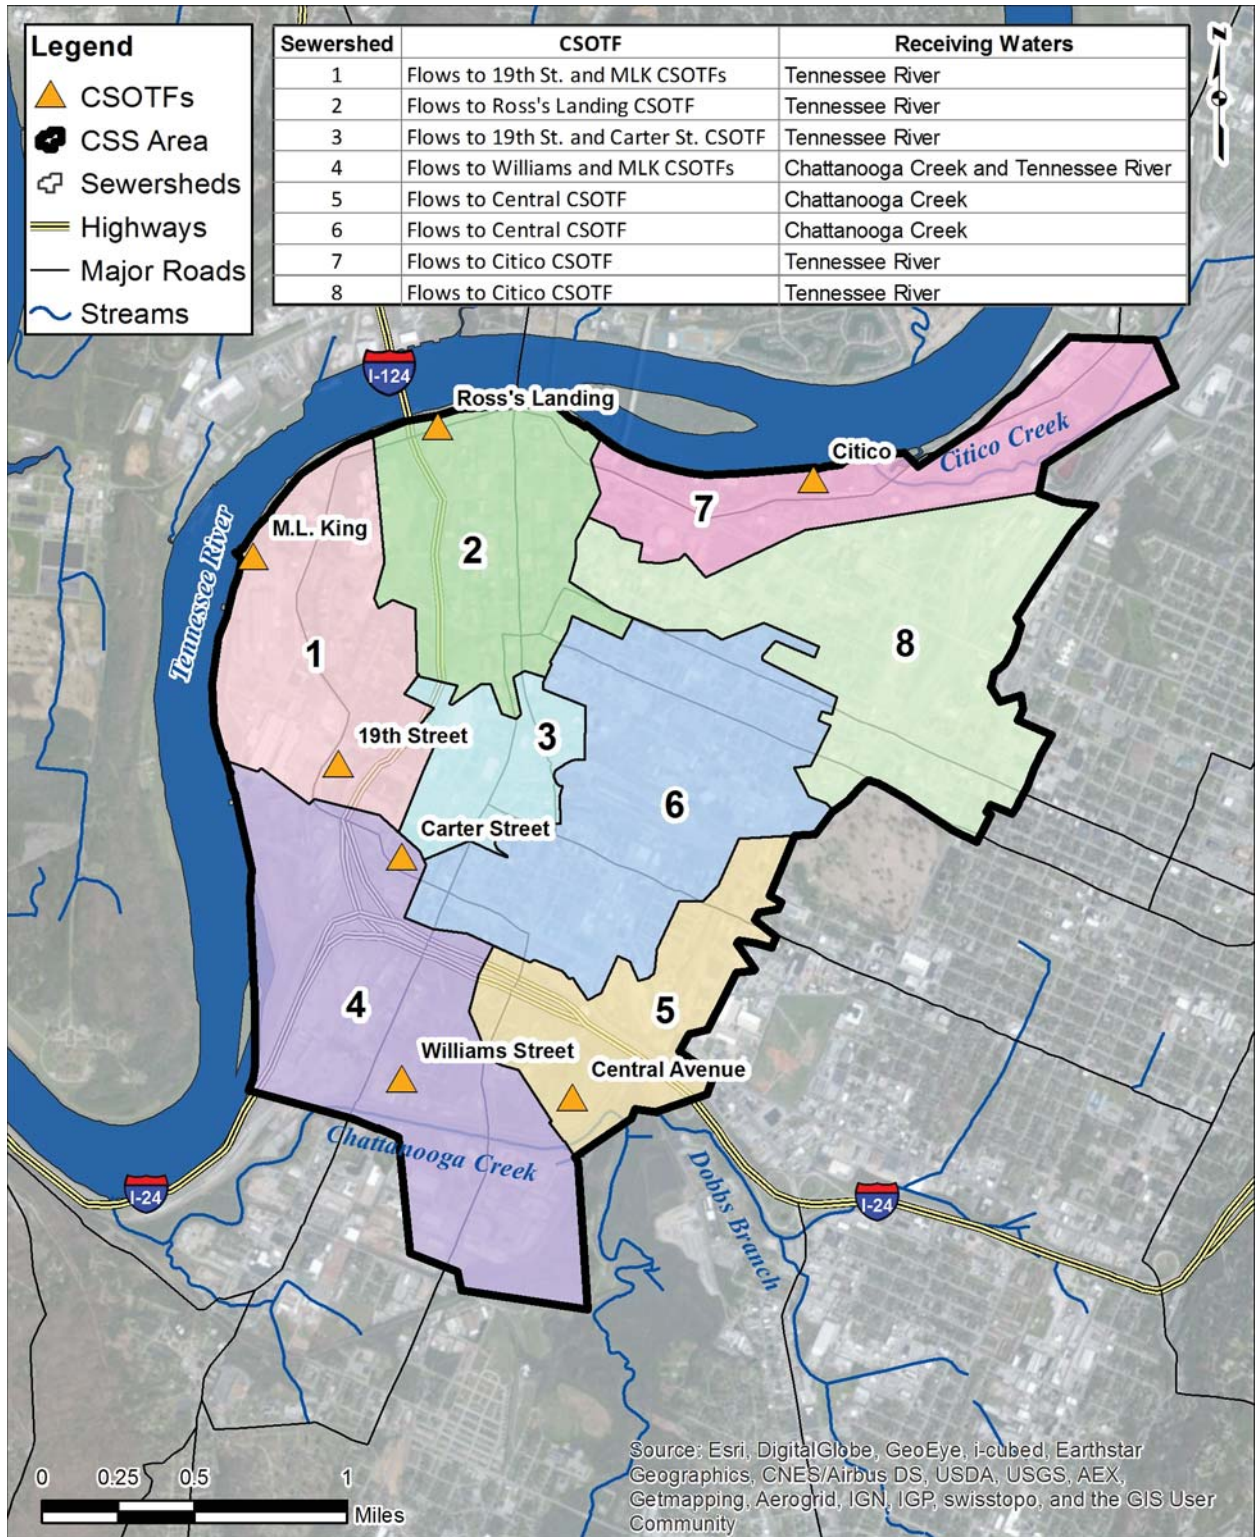 Legend
CSOTFs
CSS Area
Sewersheds
Highways
Major Roads
Streams
Sewershed CSOTF Receiving Waters
1 Flows to 19th St. and MLK CSOTFs Tennessee River
2 Flows to Ross's Landing CSOTF Tennessee River
3 Flows to 19th St. and Carter St. CSOTF Tennessee River
4 Flows to Williams and MLK CSOTFs Chattanooga Creek and Tennessee River
5 Flows to Central CSOTF Chattanooga Creek
6 Flows to Central CSOTF Chattanooga Creek
7 Flows to Citico CSOTF Tennessee River
8 Flows to Citico CSOTF Tennessee River
N
I-124
Ross's Landing
Citico
Citico Creek
7
M.L. King
2
Tennessee River
1
8
19th Street
3
6
Carter Street
4
5
Williams Street
Central Avenue
Chattanooga Creek
Dobbs Branch
I-24
I-24
0 0.25 0.5 1
Miles
Source: Esri, DigitalGlobe, GeoEye, i-cubed, Earthstar
Geographics, CNES/Airbus DS, USDA, USGS, AEX,
Getmapping, Aerogrid, IGN, IGP, swisstopo, and the GIS User
Community